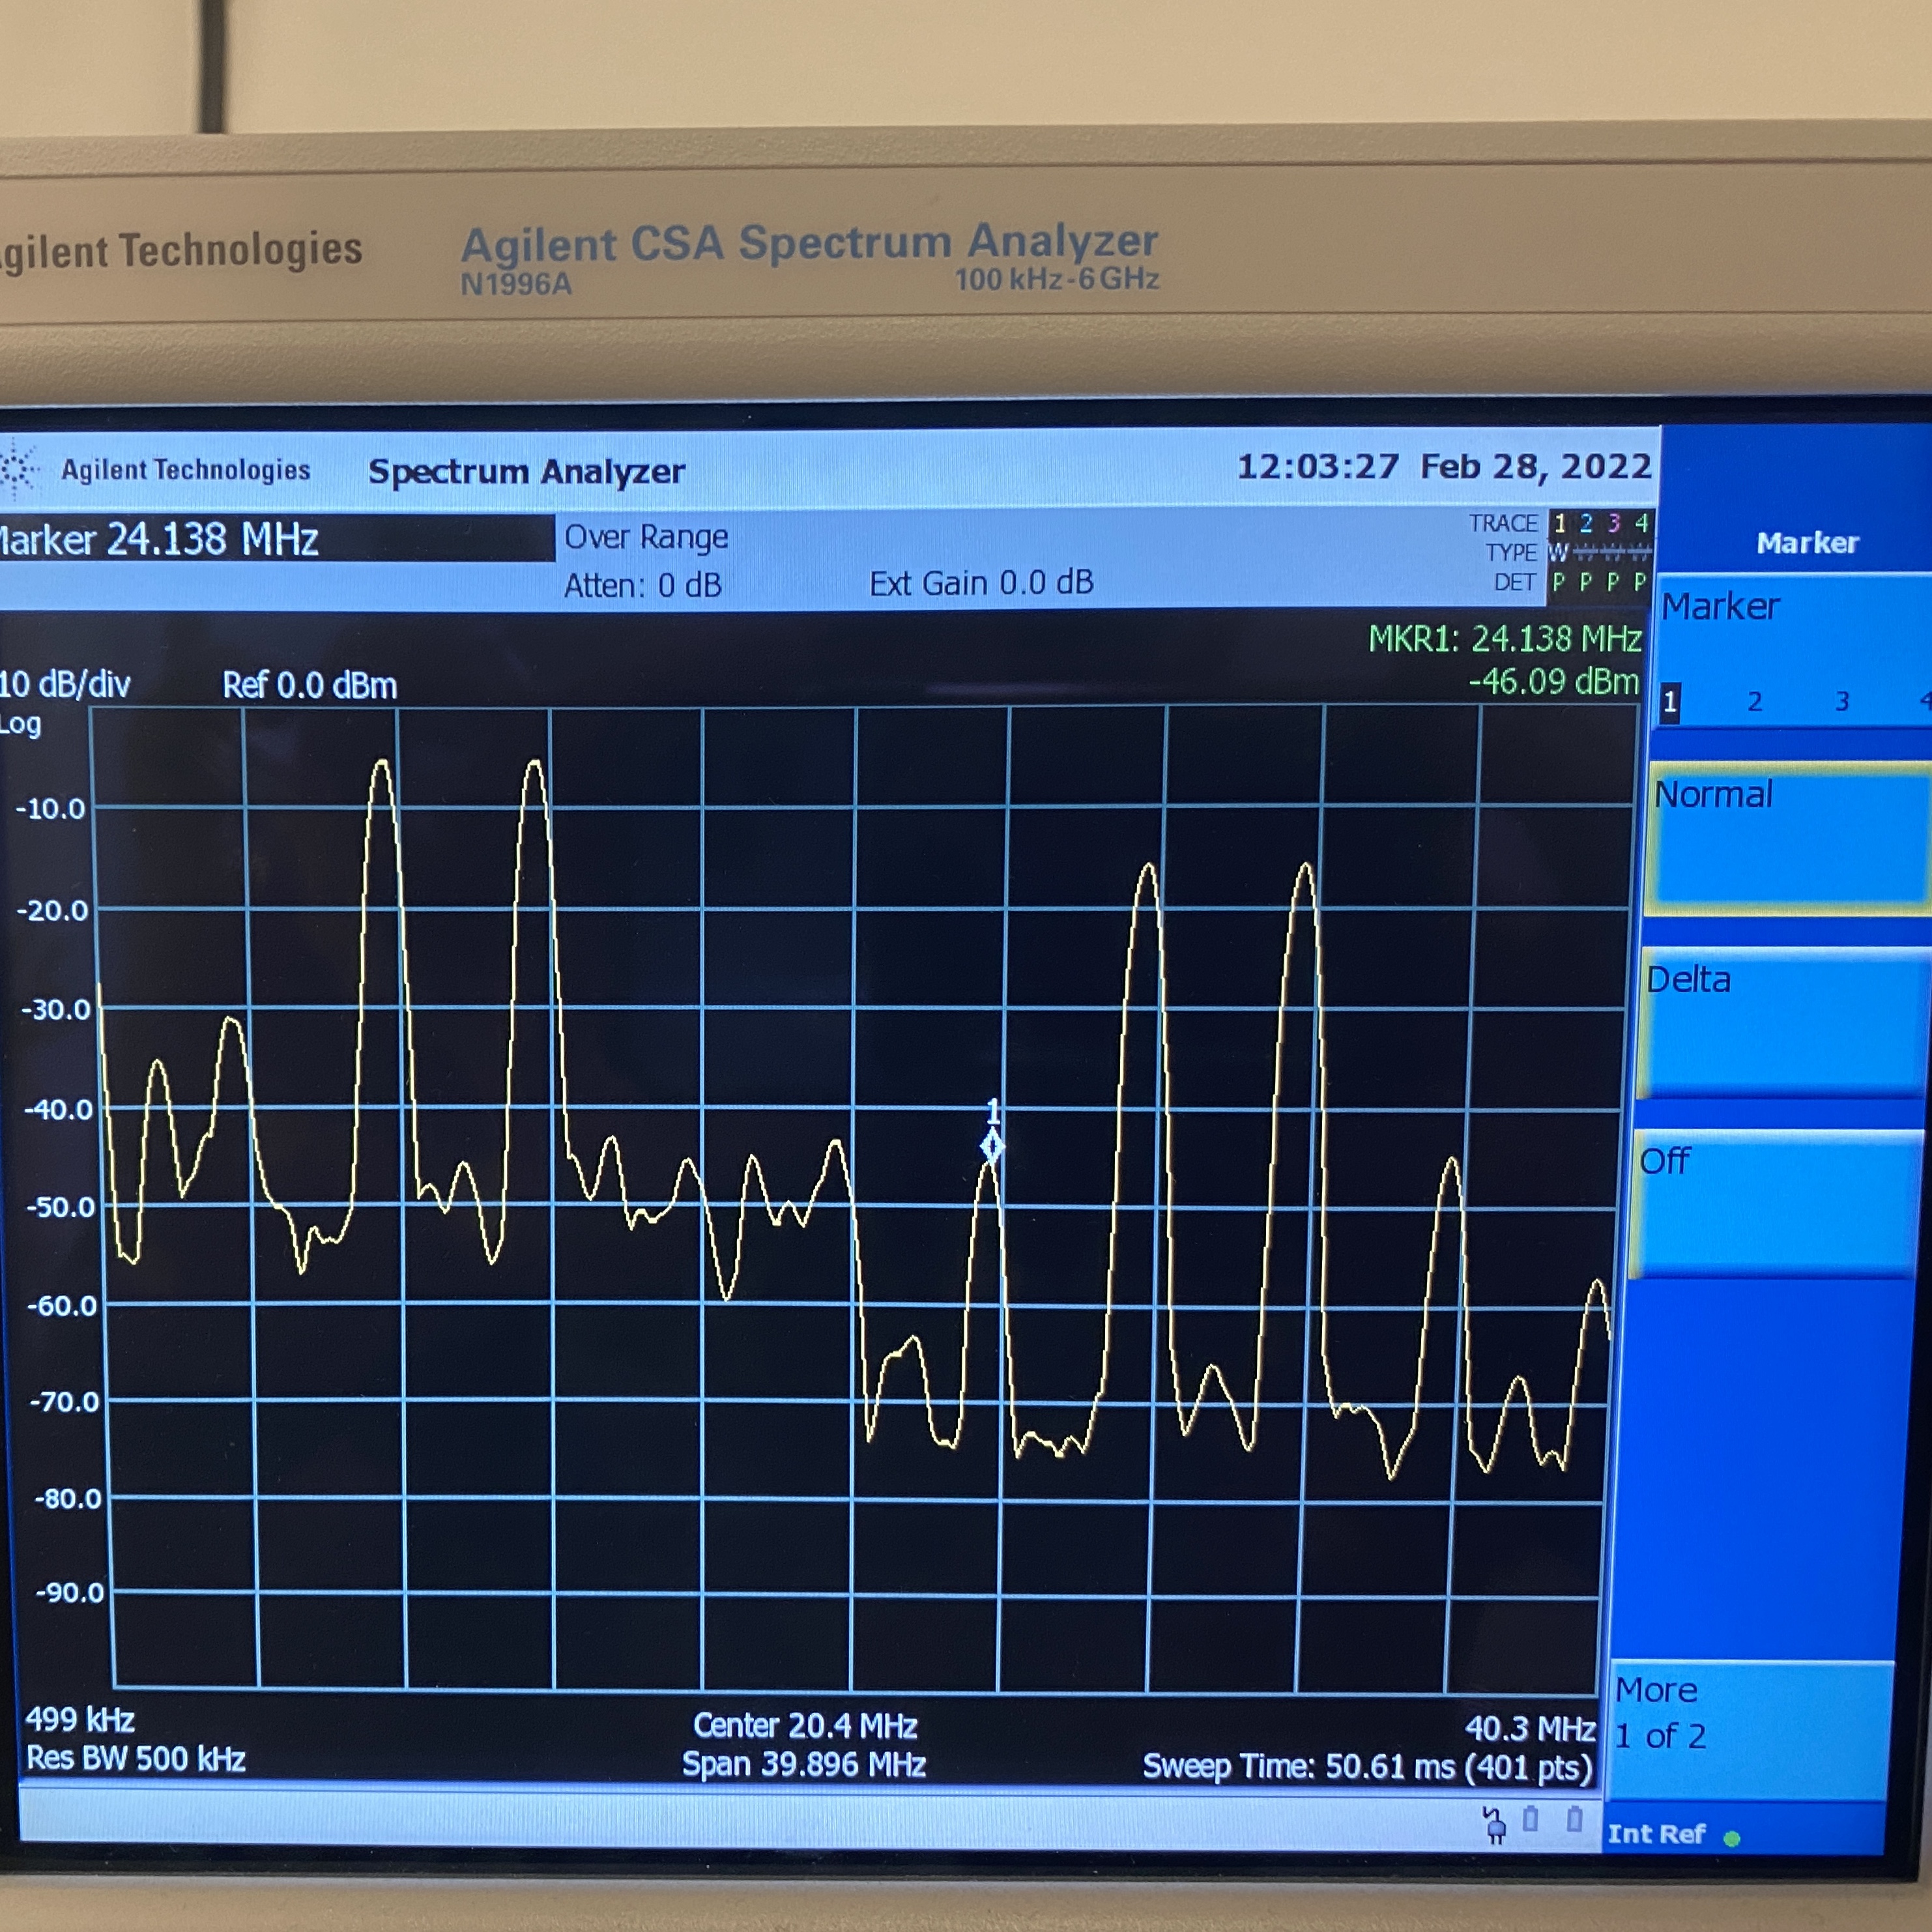 gilent Technologies
Agilent CSA Spectrum Analyzer
N1996A 100 kHz-6GHz
Agilent Technologies Spectrum Analyzer 12:03:27 Feb 28, 2022
Marker 24.138 MHz
Over Range
Atten: 0 dB Ext Gain 0.0 dB
TRACE 1 2 3 4
TYPE W
DET P P P P
MKR1: 24.138 MHz
-46.09 dBm
10 dB/div Ref 0.0 dBm
Log
-10.0
-20.0
-30.0
-40.0
-50.0
-60.0
-70.0
-80.0
-90.0
1
499 kHz Center 20.4 MHz 40.3 MHz
Res BW 500 kHz Span 39.896 MHz Sweep Time: 50.61 ms (401 pts)
Marker
Marker
1 2 3 4
Normal
Delta
Off
More
1 of 2
Int Ref